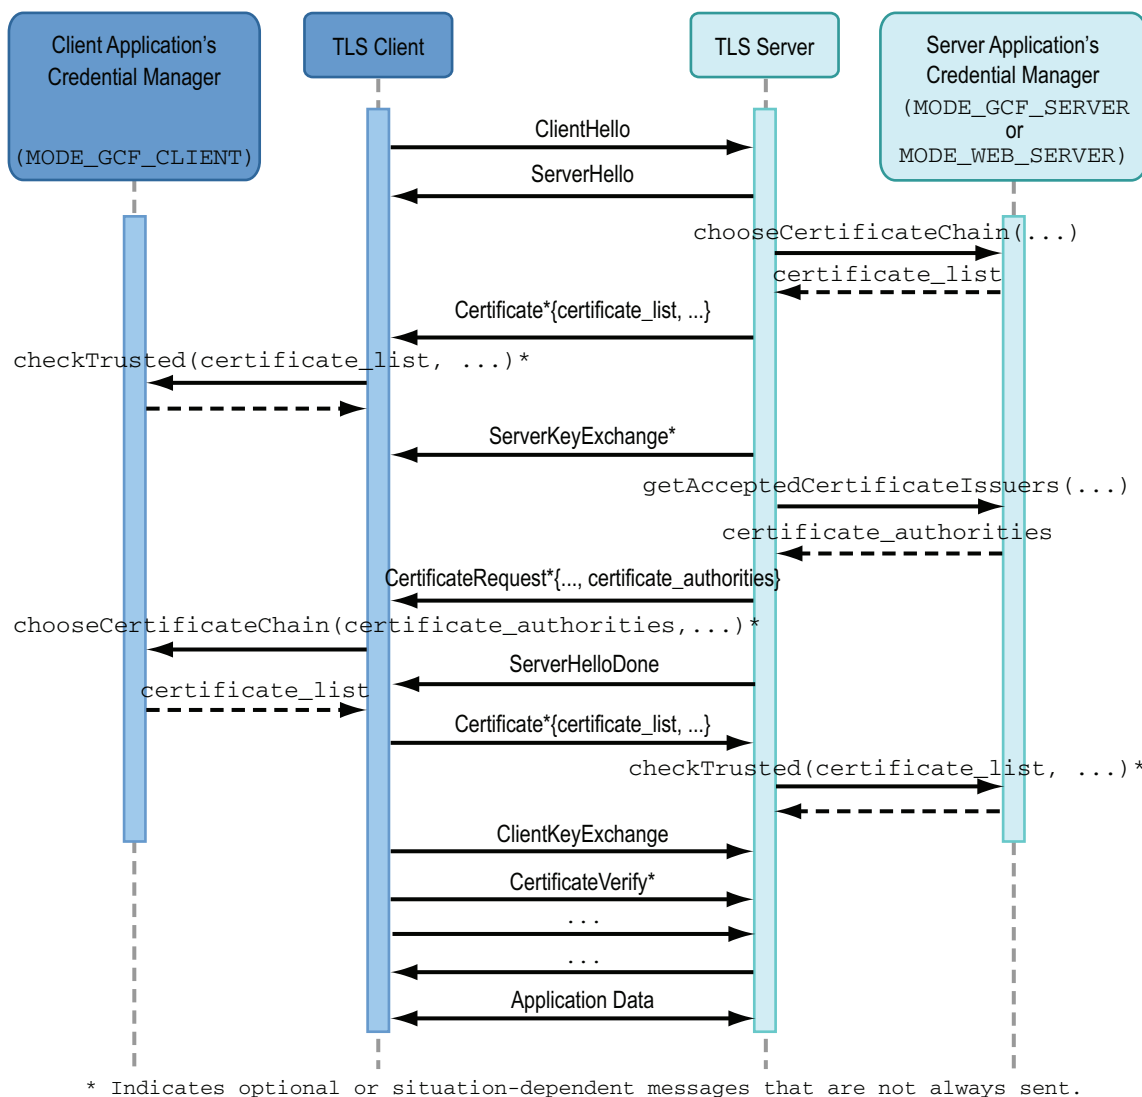 Client Application's
Credential Manager
(MODE_GCF_CLIENT)
TLS Client
TLS Server
Server Application's
Credential Manager
(MODE_GCF_SERVER
or
MODE_WEB_SERVER)
ClientHello
ServerHello
chooseCertificateChain(...)
certificate_list
Certificate*{certificate_list, ...}
checkTrusted(certificate_list, ...)*
ServerKeyExchange*
getAcceptedCertificateIssuers(...)
certificate_authorities
CertificateRequest*{..., certificate_authorities}
chooseCertificateChain(certificate_authorities,...)*
ServerHelloDone
certificate_list
Certificate*{certificate_list, ...}
checkTrusted(certificate_list, ...)*
ClientKeyExchange
CertificateVerify*
...
...
Application Data
* Indicates optional or situation-dependent messages that are not always sent.